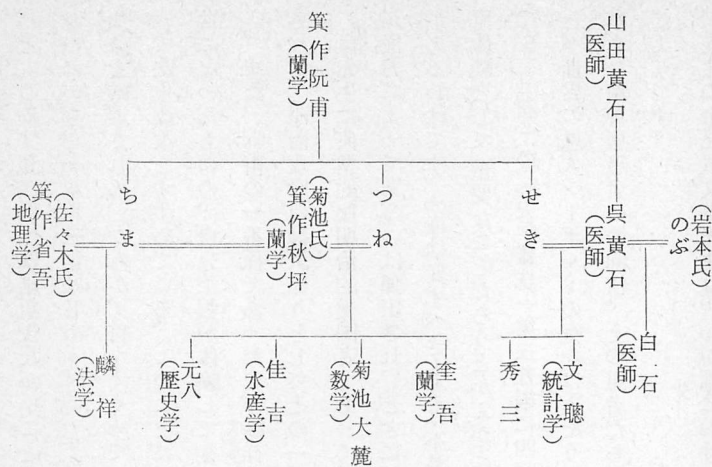 山田黄石
（医師）
（岩本氏）
のぶ
呉黄石
（医師）
白石
（医師）
箕作阮甫
（蘭学）
せき
文聰
（統計学）
秀三
つね
（菊池氏）
箕作秋坪
（蘭学）
奎吾
（蘭学）
菊池大麓
（数学）
佳吉
（水産学）
元八
（歴史学）
ちま
（佐々木氏）
箕作省吾
（地理学）
麟祥
（法学）